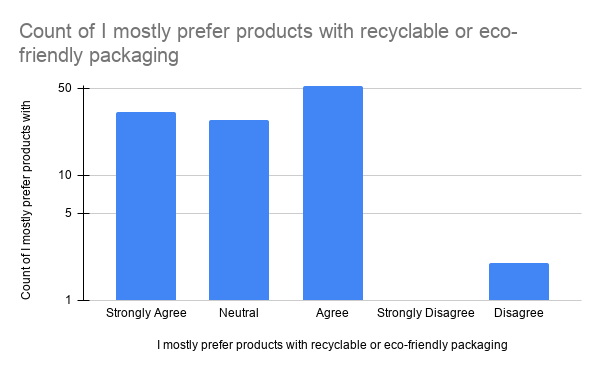 Count of I mostly prefer products with recyclable or eco-
friendly packaging
Count of I mostly prefer products with
50
10
5
1
Strongly Agree
Neutral
Agree
Strongly Disagree
Disagree
I mostly prefer products with recyclable or eco-friendly packaging